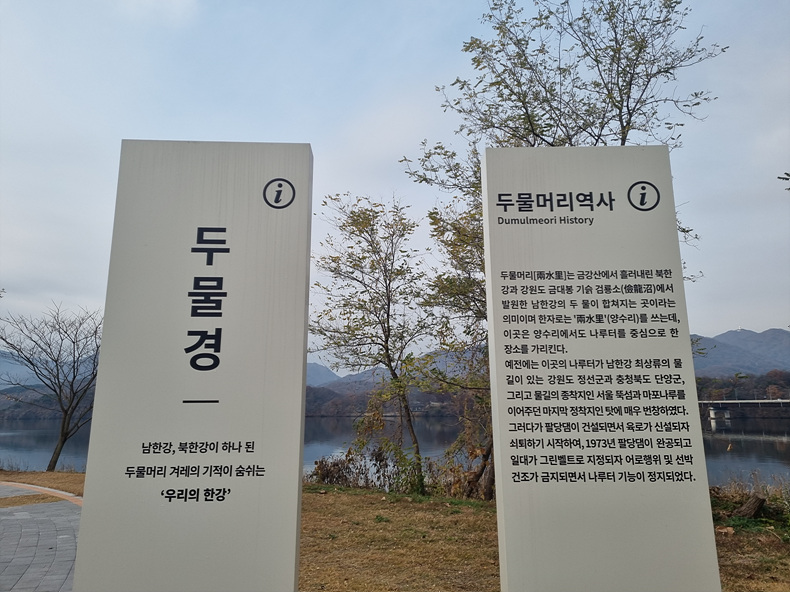 i
두
물
경
남한강, 북한강이 하나 된
두물머리 겨레의 기적이 숨쉬는
‘우리의 한강’
두물머리역사 i
Dumulmeori History
두물머리[兩水里]는 금강산에서 흘러내린 북한
강과 강원도 금대봉 기슭 검룡소(儉龍沼)에서
발원한 남한강의 두 물이 합쳐지는 곳이라는
의미이며 한자로는 '兩水里'(양수리)를 쓰는데,
이곳은 양수리에서도 나루터를 중심으로 한
장소를 가리킨다.
예전에는 이곳의 나루터가 남한강 최상류의 물
길이 있는 강원도 정선군과 충청북도 단양군,
그리고 물길의 종착지인 서울 뚝섬과 마포나루를
이어주던 마지막 정착지인 탓에 매우 번창하였다.
그러다가 팔당댐이 건설되면서 육로가 신설되자
쇠퇴하기 시작하여, 1973년 팔당댐이 완공되고
일대가 그린벨트로 지정되자 어로행위 및 선박
건조가 금지되면서 나루터 기능이 정지되었다.